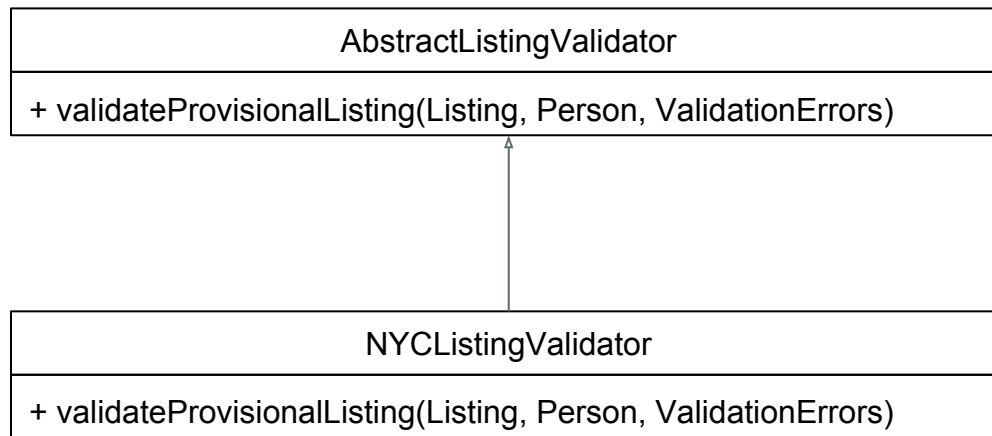 AbstractListingValidator
+ validateProvisionalListing(Listing, Person, ValidationErrors)
NYCListingValidator
+ validateProvisionalListing(Listing, Person, ValidationErrors)